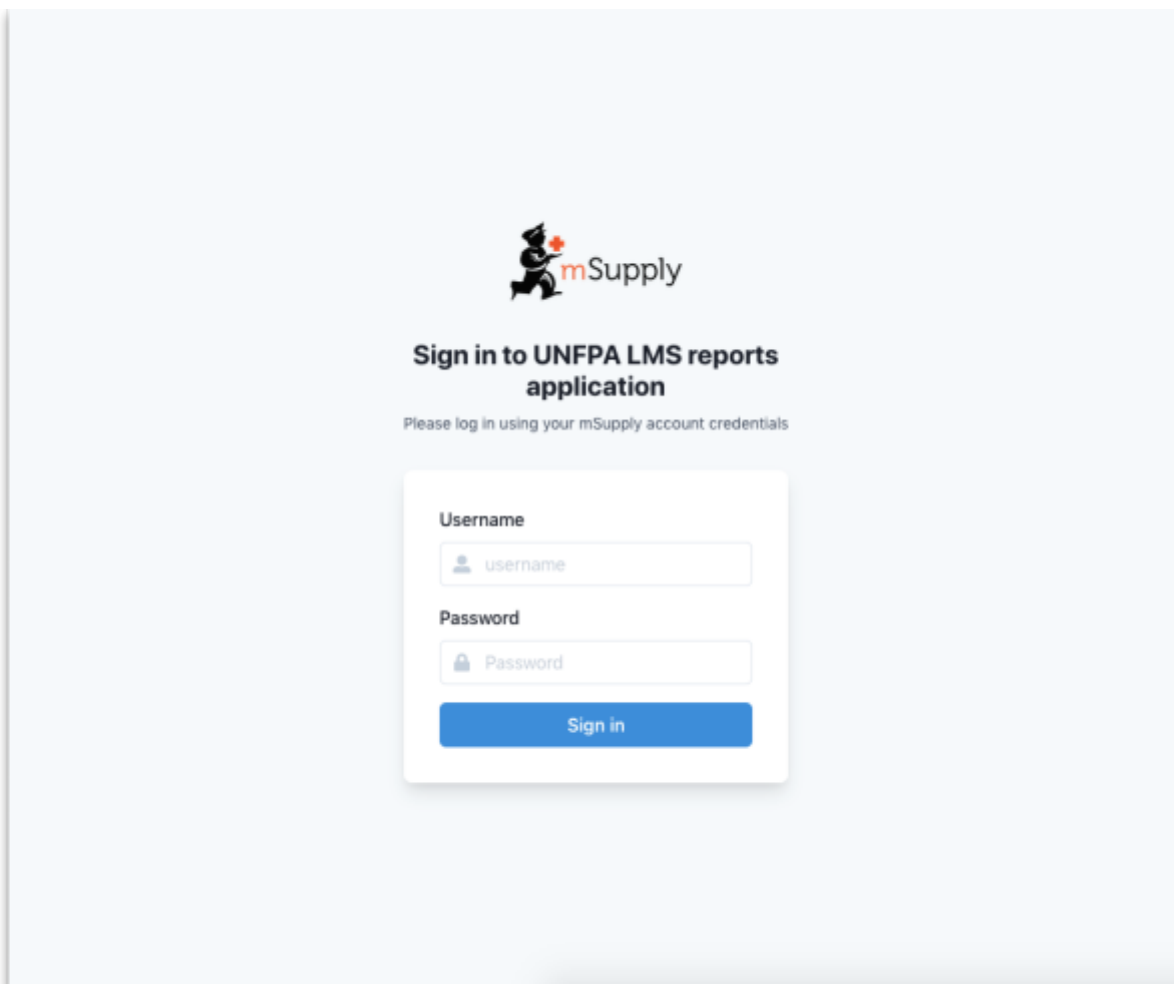 mSupply
Sign in to UNFPA LMS reports
application
Please log in using your mSupply account credentials
Username
username
Password
Password
Sign in